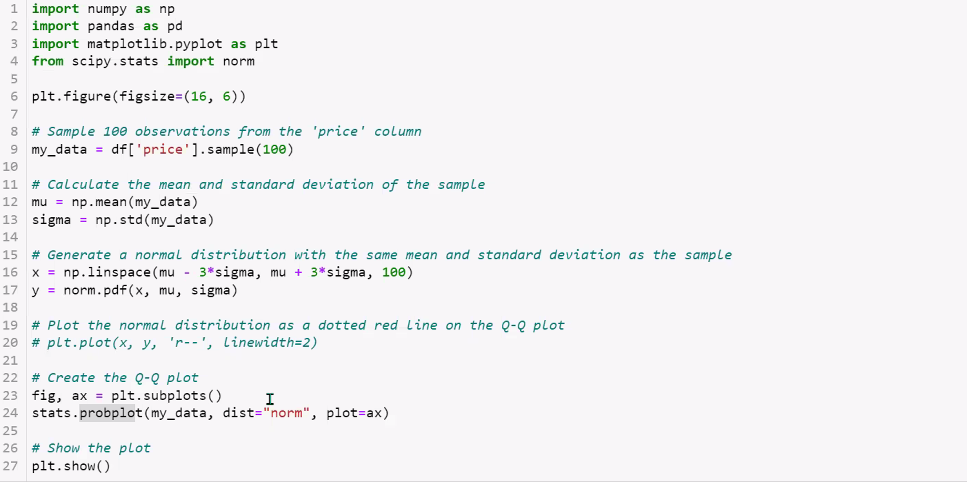 1 import numpy as np
2 import pandas as pd
3 import matplotlib.pyplot as plt
4 from scipy.stats import norm
5
6 plt.figure(figsize=(16, 6))
7
8 # Sample 100 observations from the 'price' column
9 my_data = df['price'].sample(100)
10
11 # Calculate the mean and standard deviation of the sample
12 mu = np.mean(my_data)
13 sigma = np.std(my_data)
14
15 # Generate a normal distribution with the same mean and standard deviation as the sample
16 x = np.linspace(mu - 3*sigma, mu + 3*sigma, 100)
17 y = norm.pdf(x, mu, sigma)
18
19 # Plot the normal distribution as a dotted red line on the Q-Q plot
20 # plt.plot(x, y, 'r--', linewidth=2)
21
22 # Create the Q-Q plot
23 fig, ax = plt.subplots()
24 stats.probplot(my_data, dist="norm", plot=ax)
25
26 # Show the plot
27 plt.show()